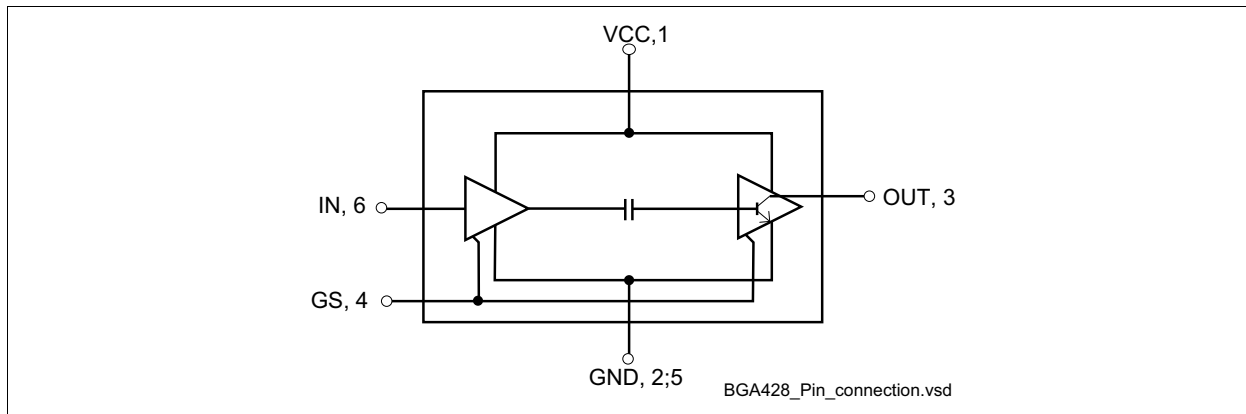 VCC,1
IN, 6
OUT, 3
GS, 4
GND, 2;5
BGA428_Pin_connection.vsd